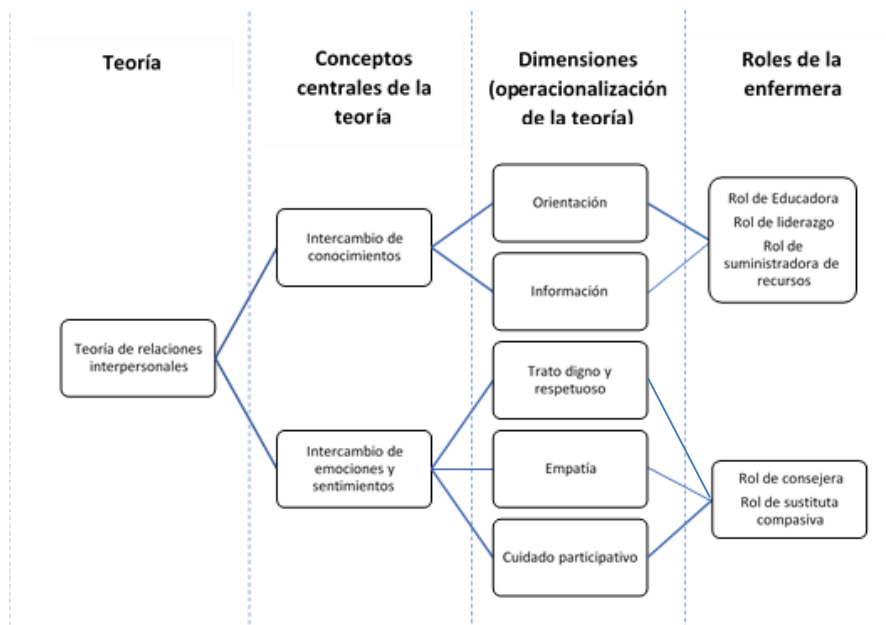 Teoría
Conceptos
centrales de la
teoría
Dimensiones
(operacionalización
de la teoría)
Roles de la
enfermera
Teoría de relaciones
interpersonales
Intercambio de
conocimientos
Intercambio de
emociones y
sentimientos
Orientación
Información
Trato digno y
respetuoso
Empatía
Cuidado participativo
Rol de Educadora
Rol de liderazgo
Rol de
suministradora de
recursos
Rol de consejera
Rol de sustituta
compasiva